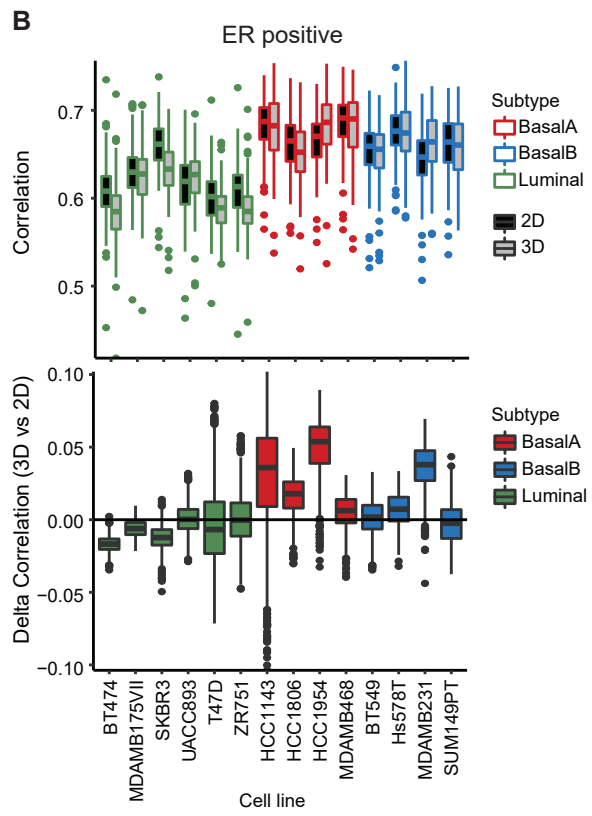 B
ER positive
Correlation
0.7
0.6
0.5
Subtype
BasalA
BasalB
Luminal
2D
3D
Delta Correlation (3D vs 2D)
0.10
0.05
0.00
−0.05
−0.10
Subtype
BasalA
BasalB
Luminal
BT474
MDAMB175VII
SKBR3
UACC893
T47D
ZR751
HCC1143
HCC1806
HCC1954
MDAMB468
BT549
Hs578T
MDAMB231
SUM149PT
Cell line